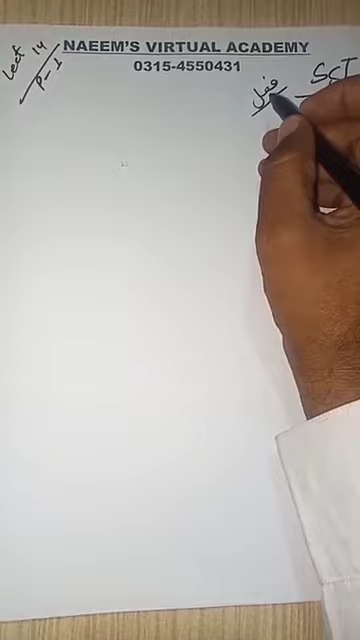 Lect 14
P-1
NAEEM'S VIRTUAL ACADEMY
0315-4550431
SST